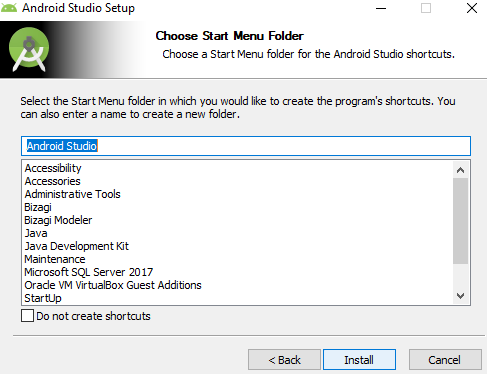 Android Studio Setup
Choose Start Menu Folder
Choose a Start Menu folder for the Android Studio shortcuts.
Select the Start Menu folder in which you would like to create the program's shortcuts. You
can also enter a name to create a new folder.
Android Studio
Accessibility
Accessories
Administrative Tools
Bizagi
Bizagi Modeler
Java
Java Development Kit
Maintenance
Microsoft SQL Server 2017
Oracle VM VirtualBox Guest Additions
StartUp
Do not create shortcuts
< Back
Install
Cancel